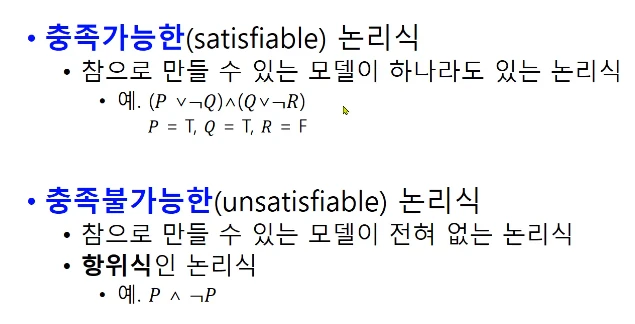 • 충족가능한(satisfiable) 논리식
• 참으로 만들 수 있는 모델이 하나라도 있는 논리식
• 예. (P ∨¬Q)∧(Q∨¬R)
P = T, Q = T, R = F
• 충족불가능한(unsatisfiable) 논리식
• 참으로 만들 수 있는 모델이 전혀 없는 논리식
• 항위식인 논리식
• 예. P ∧ ¬P